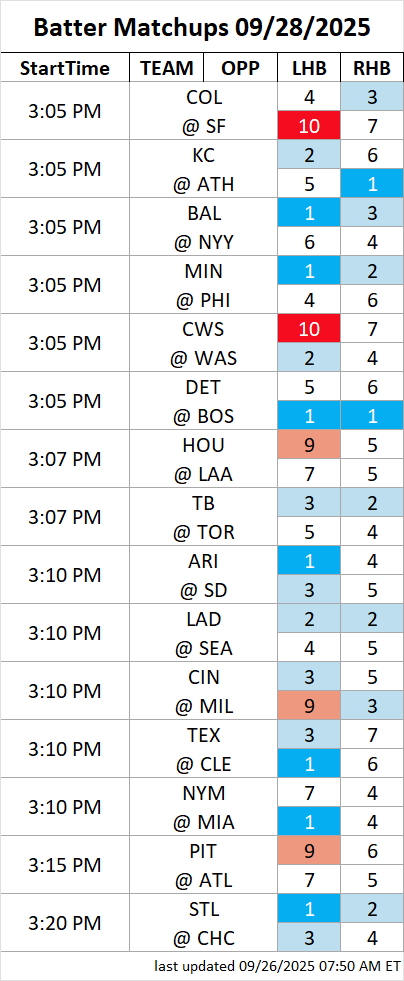 Batter Matchups 09/28/2025
StartTime TEAM OPP LHB RHB
3:05 PM COL 4 3
@ SF 10 7
3:05 PM KC 2 6
@ ATH 5 1
3:05 PM BAL 1 3
@ NYY 6 4
3:05 PM MIN 1 2
@ PHI 4 6
3:05 PM CWS 10 7
@ WAS 2 4
3:05 PM DET 5 6
@ BOS 1 1
3:07 PM HOU 9 5
@ LAA 7 5
3:07 PM TB 3 2
@ TOR 5 4
3:10 PM ARI 1 4
@ SD 3 5
3:10 PM LAD 2 2
@ SEA 4 5
3:10 PM CIN 3 5
@ MIL 9 3
3:10 PM TEX 3 7
@ CLE 1 6
3:10 PM NYM 7 4
@ MIA 1 4
3:15 PM PIT 9 6
@ ATL 7 5
3:20 PM STL 1 2
@ CHC 3 4
last updated 09/26/2025 07:50 AM ET